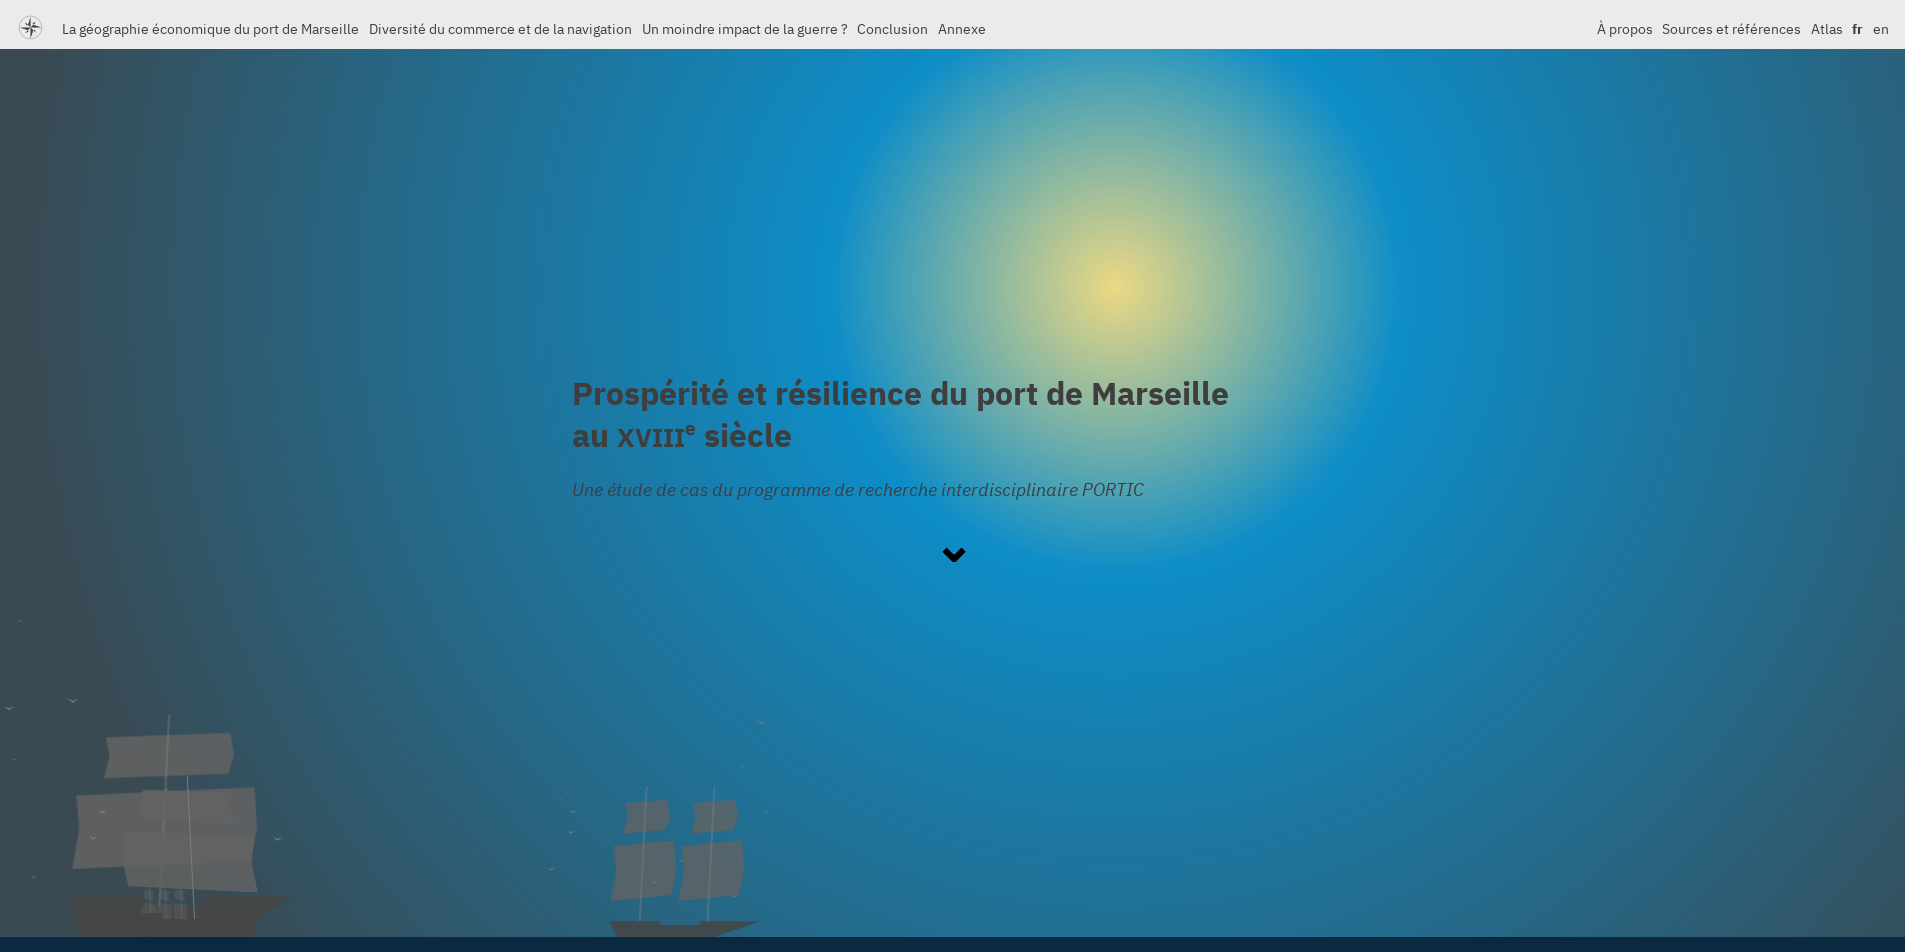 La géographie économique du port de Marseille Diversité du commerce et de la navigation Un moindre impact de la guerre ? Conclusion Annexe À propos Sources et références Atlas fr en
Prospérité et résilience du port de Marseille
au XVIIIe siècle
Une étude de cas du programme de recherche interdisciplinaire PORTIC